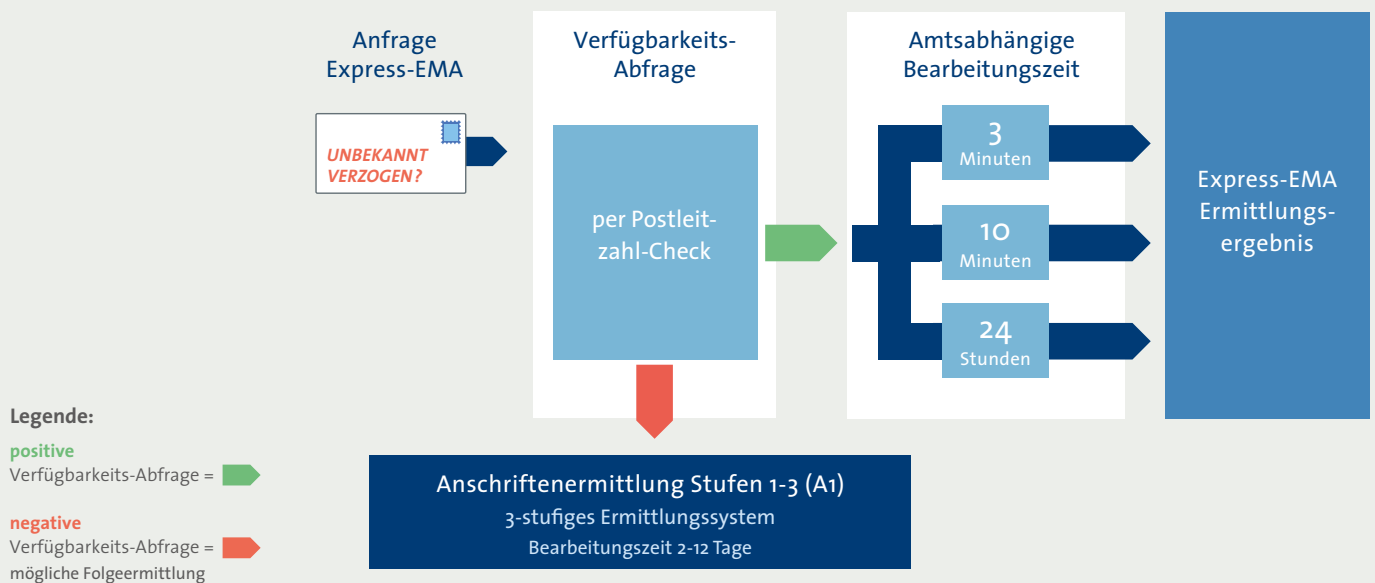 Anfrage
Express-EMA
UNBEKANNT
VERZOGEN?
Verfügbarkeits-
Abfrage
per Postleit-
zahl-Check
Amtsabhängige
Bearbeitungszeit
3
Minuten
10
Minuten
24
Stunden
Express-EMA
Ermittlungs-
ergebnis
Anschriftenermittlung Stufen 1-3 (A1)
3-stufiges Ermittlungssystem
Bearbeitungszeit 2-12 Tage
Legende:
positive
Verfügbarkeits-Abfrage =
negative
Verfügbarkeits-Abfrage =
mögliche Folgeermittlung